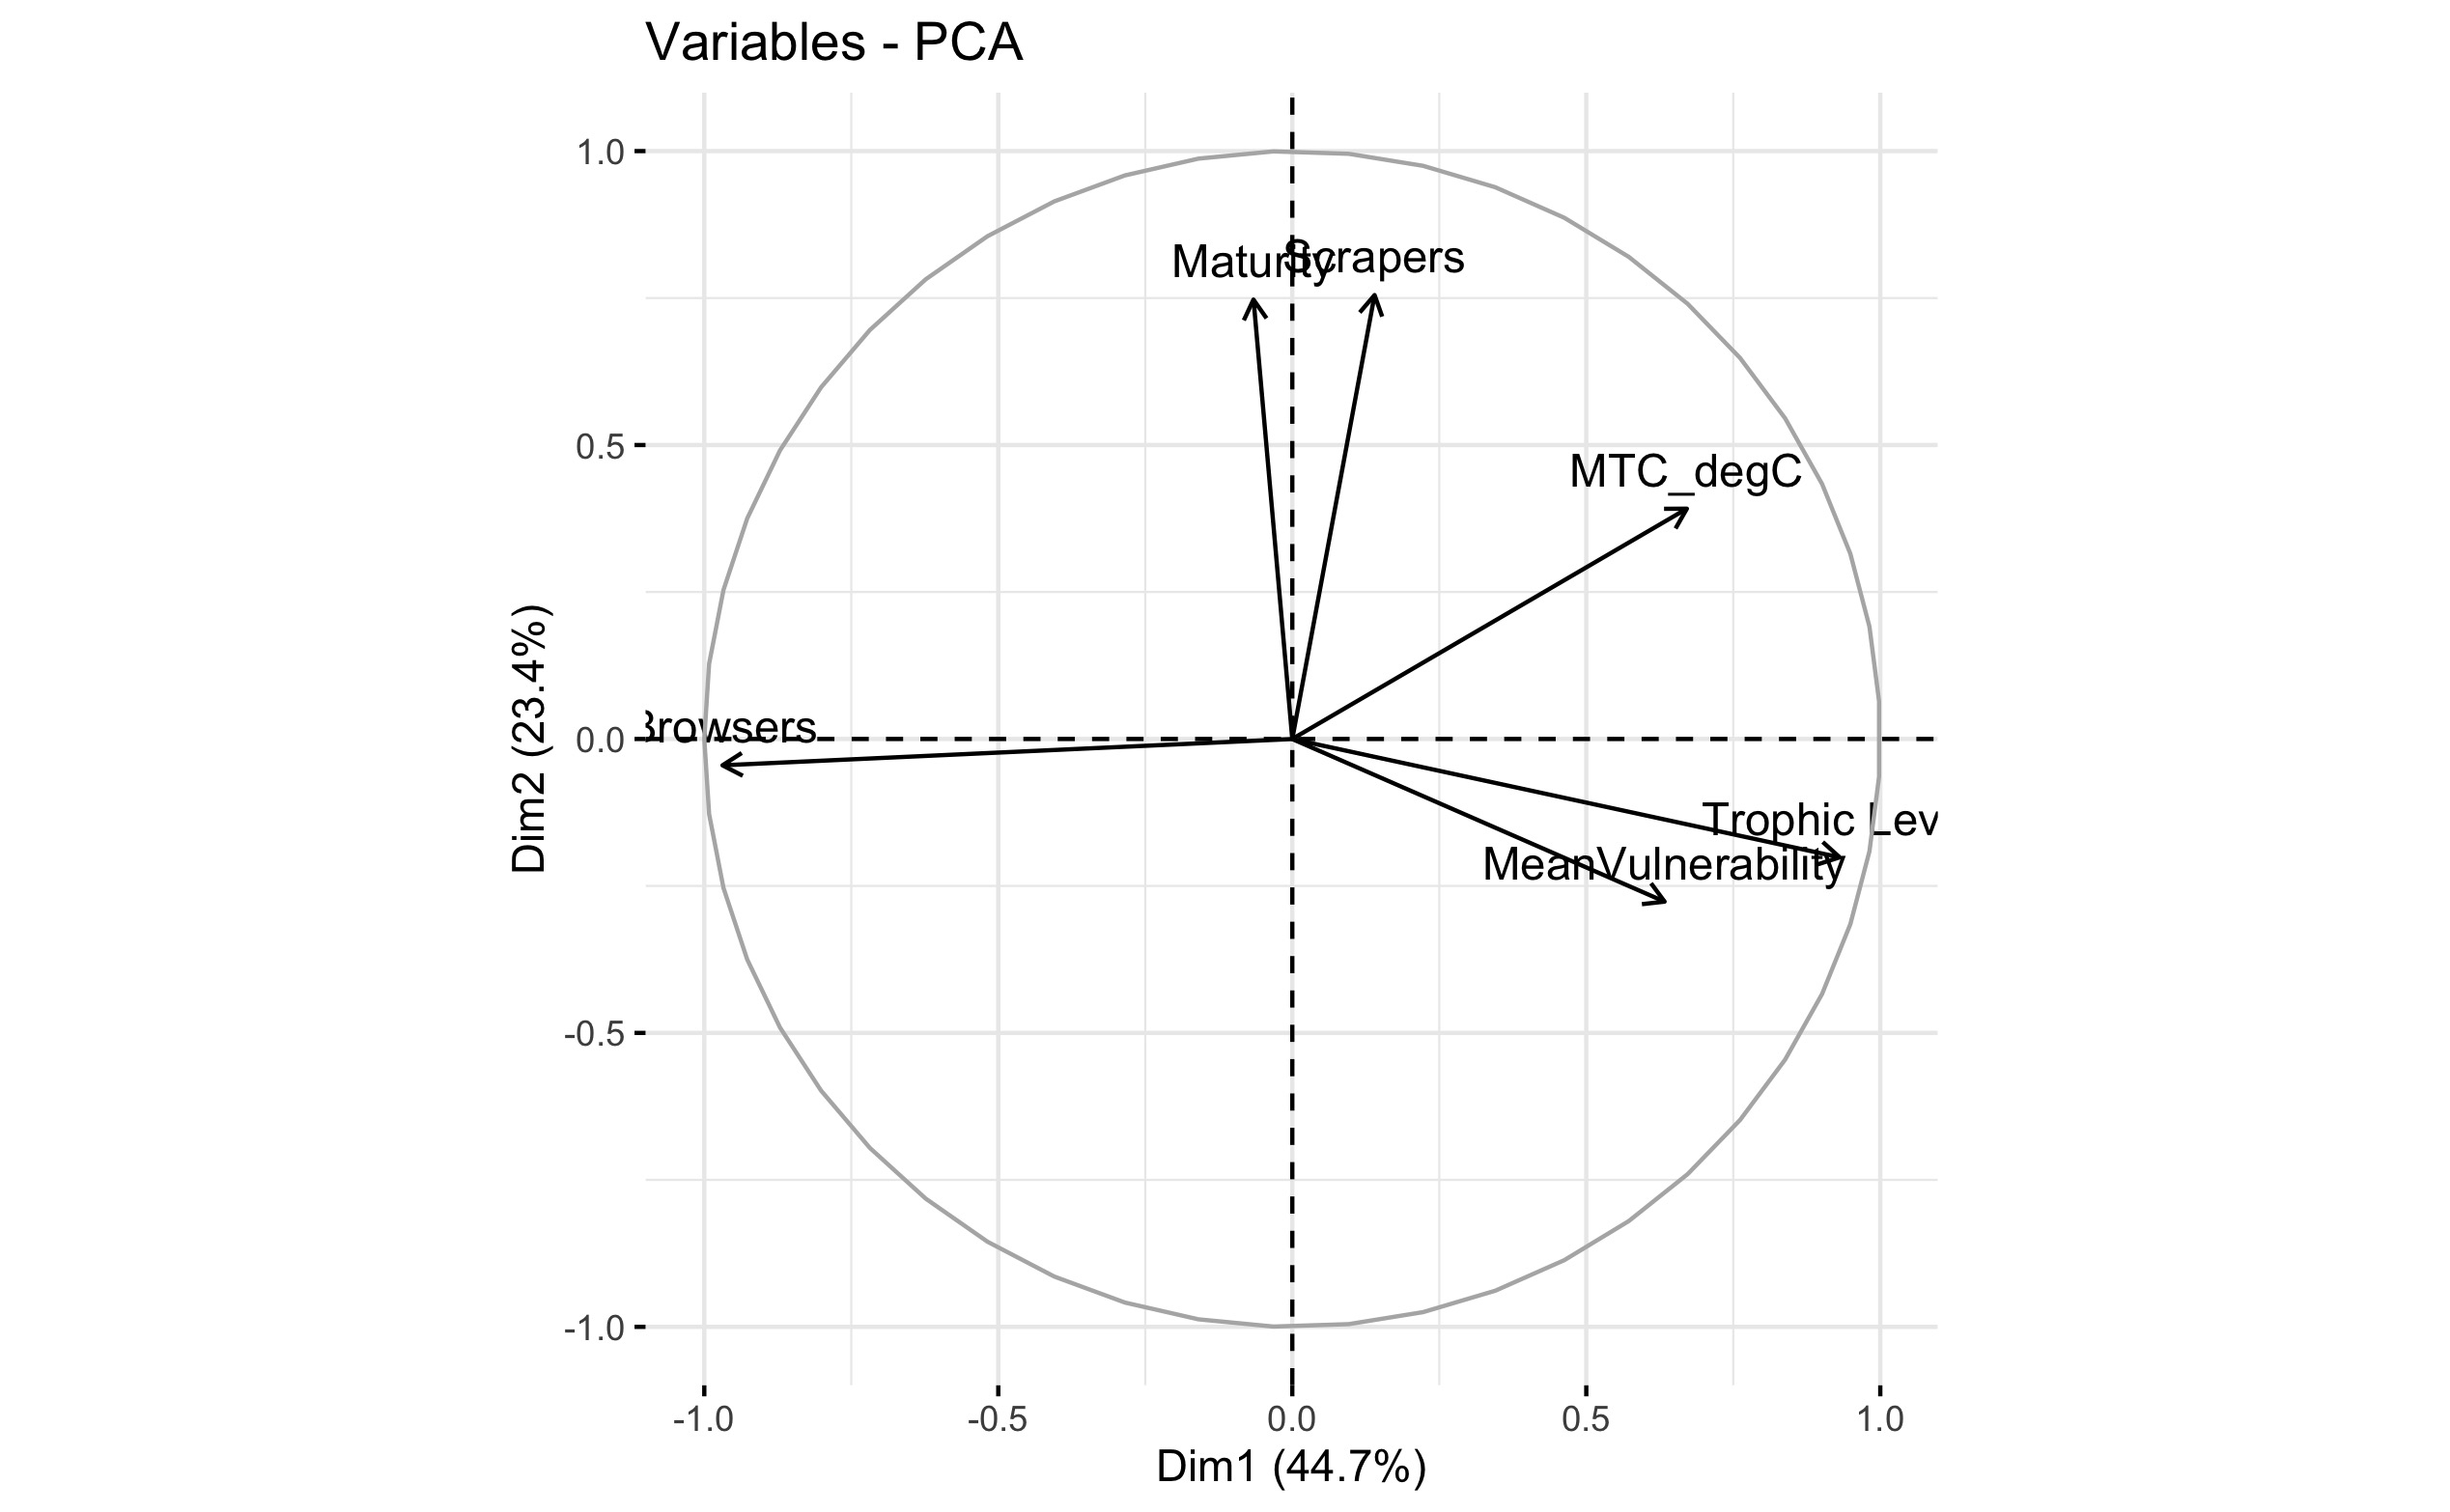 Variables - PCA
1.0
Maturity
Scrapers
0.5
MTC_degC
Browsers
0.0
Trophic Lev
MeanVulnerability
-0.5
-1.0
-1.0 -0.5 0.0 0.5 1.0
Dim1 (44.7%)
Dim2 (23.4%)